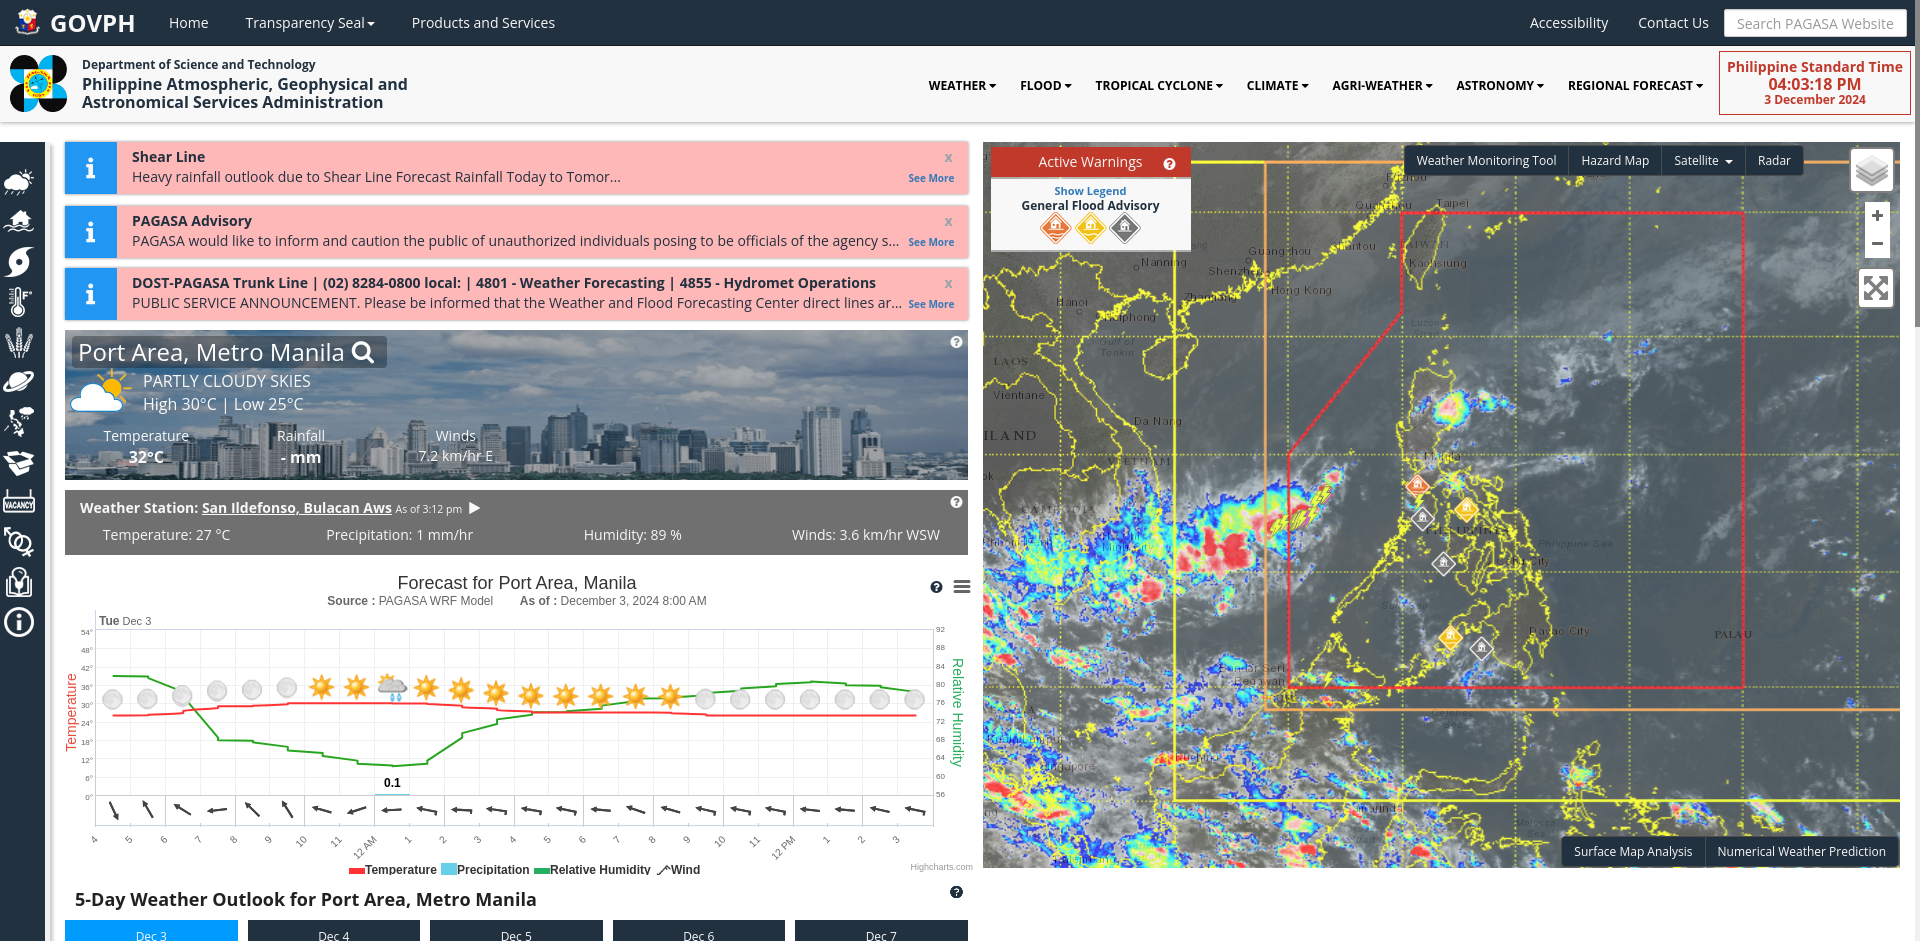 GOVPH
Home
Transparency Seal
Products and Services
Accessibility
Contact Us
Search PAGASA Website
Department of Science and Technology
Philippine Atmospheric, Geophysical and
Astronomical Services Administration
WEATHER
FLOOD
TROPICAL CYCLONE
CLIMATE
AGRI-WEATHER
ASTRONOMY
REGIONAL FORECAST
Philippine Standard Time
04:03:18 PM
3 December 2024
Shear Line
x
Heavy rainfall outlook due to Shear Line Forecast Rainfall Today to Tomor...
See More
PAGASA Advisory
x
PAGASA would like to inform and caution the public of unauthorized individuals posing to be officials of the agency s...
See More
DOST-PAGASA Trunk Line | (02) 8284-0800 local: | 4801 - Weather Forecasting | 4855 - Hydromet Operations
x
PUBLIC SERVICE ANNOUNCEMENT. Please be informed that the Weather and Flood Forecasting Center direct lines ar...
See More
Port Area, Metro Manila
PARTLY CLOUDY SKIES
High 30°C | Low 25°C
Temperature
32°C
Rainfall
- mm
Winds
7.2 km/hr E
Weather Station: San Ildefonso, Bulacan Aws As of 3:12 pm
Temperature: 27 °C
Precipitation: 1 mm/hr
Humidity: 89 %
Winds: 3.6 km/hr WSW
Forecast for Port Area, Manila
Source : PAGASA WRF Model
As of : December 3, 2024 8:00 AM
Tue Dec 3
Temperature
54°
48°
42°
36°
30°
24°
18°
12°
6°
0°
92
88
84
80
76
72
68
64
60
56
Relative Humidity
0.1
4
5
6
7
8
9
10
11
12 AM
1
2
3
4
5
6
7
8
9
10
11
12 PM
1
2
3
Temperature
Precipitation
Relative Humidity
Wind
Highcharts.com
5-Day Weather Outlook for Port Area, Metro Manila
Dec 3
Dec 4
Dec 5
Dec 6
Dec 7
VACANCY
Active Warnings
Show Legend
General Flood Advisory
Weather Monitoring Tool
Hazard Map
Satellite
Radar
+
−
Taipei
TAIWAN
Kaohsiung
Guangzhou
Shantou
Nanning
Shenzhen
Hong Kong
Zhanjiang
Hanoi
Haiphong
Gulf of
Tonkin
Luzon
LAOS
Vientiane
Da Nang
VIETNAM
CAMBODIA
Manila
Philippine Sea
Davao City
PALAU
Bandar Seri
Begawan
Kuching
Singapore
Surface Map Analysis
Numerical Weather Prediction